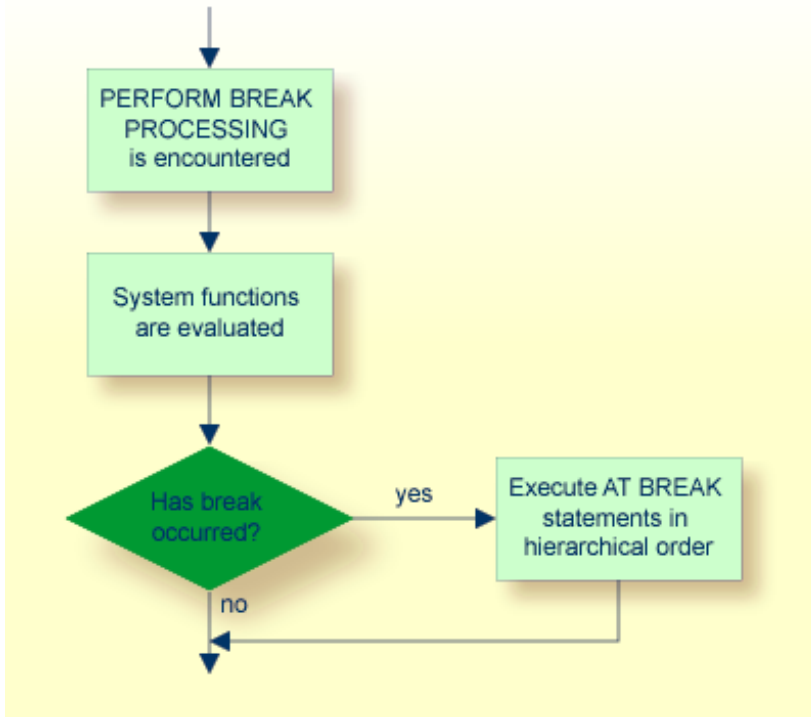 PERFORM BREAK
PROCESSING
is encountered
System functions
are evaluated
Has break
occurred?
yes
Execute AT BREAK
statements in
hierarchical order
no